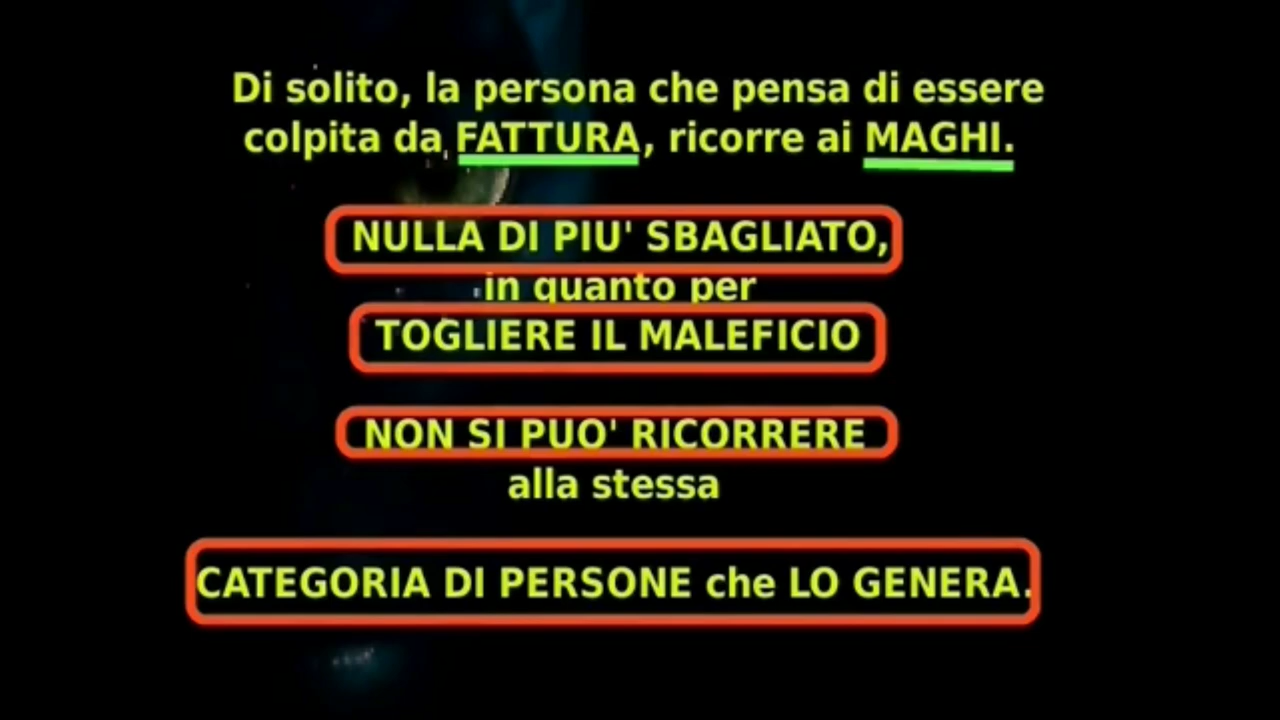 Di solito, la persona che pensa di essere
colpita da FATTURA, ricorre ai MAGHI.
NULLA DI PIU' SBAGLIATO,
in quanto per
TOGLIERE IL MALEFICIO
NON SI PUO' RICORRERE
alla stessa
CATEGORIA DI PERSONE che LO GENERA.